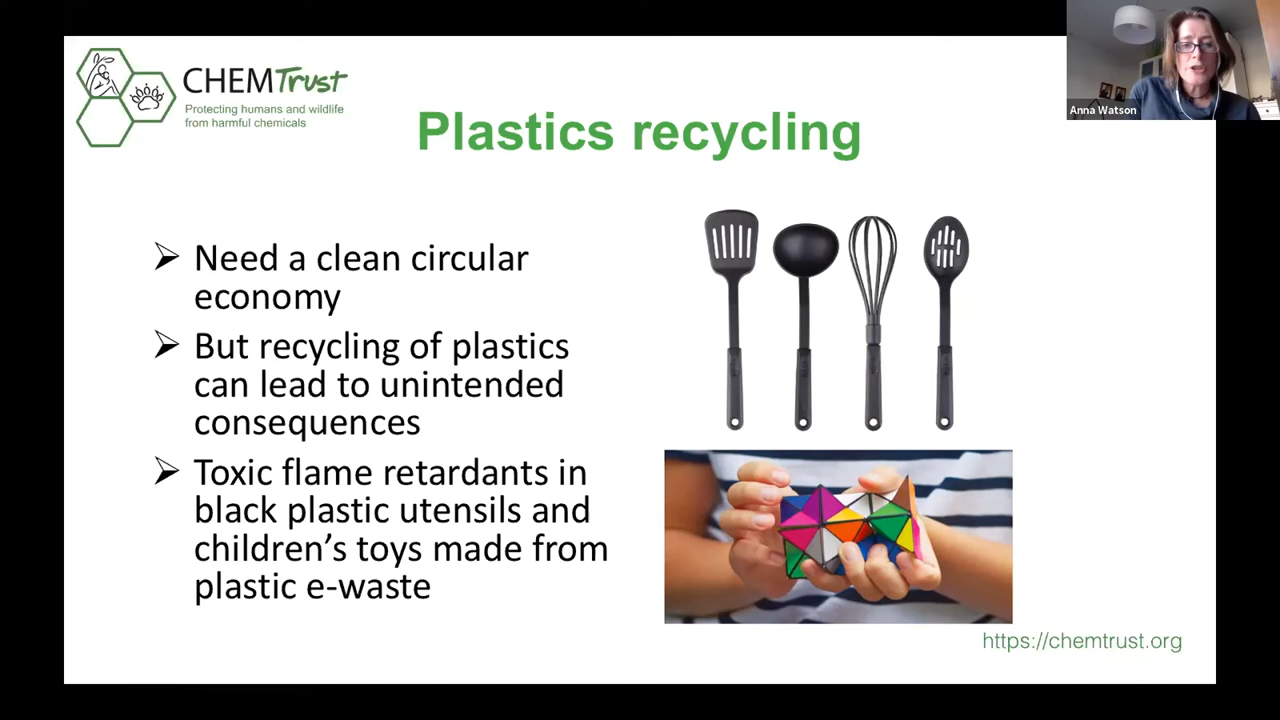 CHEMTrust
Protecting humans and wildlife
from harmful chemicals
Anna Watson
Plastics recycling
Need a clean circular
economy
But recycling of plastics
can lead to unintended
consequences
Toxic flame retardants in
black plastic utensils and
children’s toys made from
plastic e-waste
https://chemtrust.org